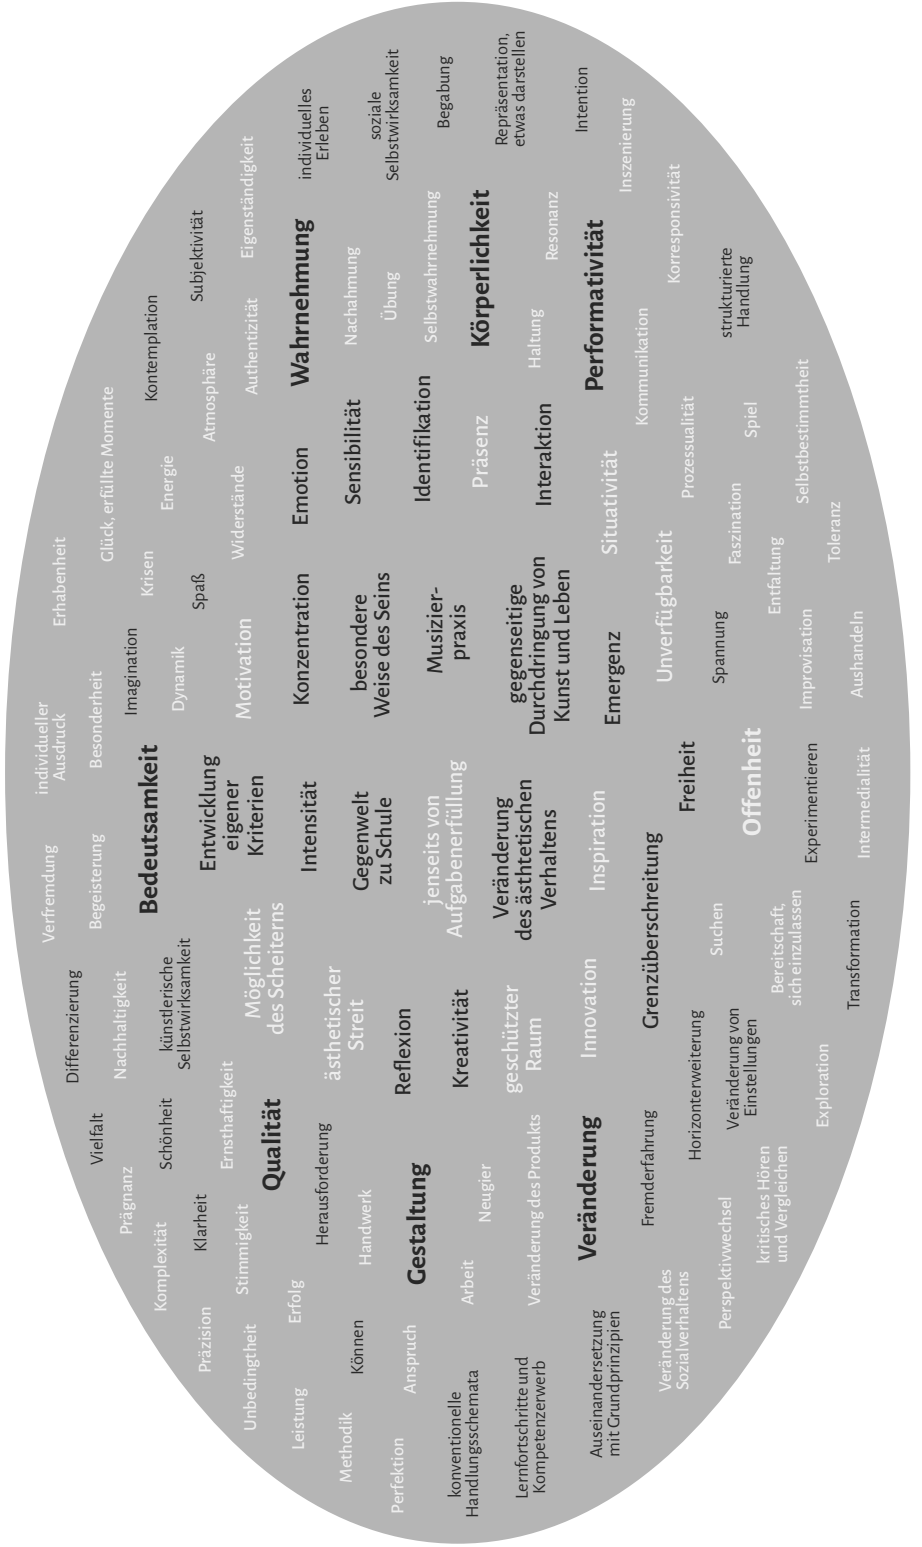 Verfremdung
individueller
Ausdruck
Erhabenheit
Differenzierung
Begeisterung
Besonderheit
Glück, erfüllte Momente
Vielfalt
Nachhaltigkeit
Bedeutsamkeit
Imagination
Krisen
Kontemplation
Prägnanz
Schönheit
künstlerische
Selbstwirksamkeit
Dynamik
Energie
Komplexität
Klarheit
Entwicklung
eigener
Kriterien
Spaß
Atmosphäre
Subjektivität
Präzision
Stimmigkeit
Ernsthaftigkeit
Möglichkeit
des Scheiterns
Motivation
Widerstände
Authentizität
Eigenständigkeit
Unbedingtheit
Qualität
Intensität
Konzentration
Emotion
Wahrnehmung
individuelles
Erleben
Leistung
Erfolg
Herausforderung
ästhetischer
Streit
Gegenwelt
zu Schule
besondere
Weise des Seins
Sensibilität
Nachahmung
Methodik
Können
Handwerk
Übung
soziale
Selbstwirksamkeit
Perfektion
Anspruch
Gestaltung
Reflexion
jenseits von
Aufgabenerfüllung
Musizier-
praxis
Identifikation
Selbstwahrnehmung
Begabung
konventionelle
Handlungsschemata
Arbeit
Neugier
Kreativität
Präsenz
Körperlichkeit
Lernfortschritte und
Kompetenzerwerb
Veränderung des Produkts
geschützter
Raum
Veränderung
des ästhtetischen
Verhaltens
gegenseitige
Durchdringung von
Kunst und Leben
Interaktion
Haltung
Resonanz
Repräsentation,
etwas darstellen
Auseinandersetzung
mit Grundprinzipien
Veränderung
Innovation
Inspiration
Emergenz
Situativität
Performativität
Intention
Fremderfahrung
Grenzüberschreitung
Unverfügbarkeit
Kommunikation
Inszenierung
Veränderung des
Sozialverhaltens
Horizonterweiterung
Freiheit
Prozessualität
Korresponsivität
Perspektivwechsel
Veränderung von
Einstellungen
Suchen
Offenheit
Spannung
Faszination
Spiel
strukturierte
Handlung
kritisches Hören
und Vergleichen
Bereitschaft,
sich einzulassen
Experimentieren
Improvisation
Entfaltung
Selbstbestimmtheit
Exploration
Transformation
Intermedialität
Aushandeln
Toleranz